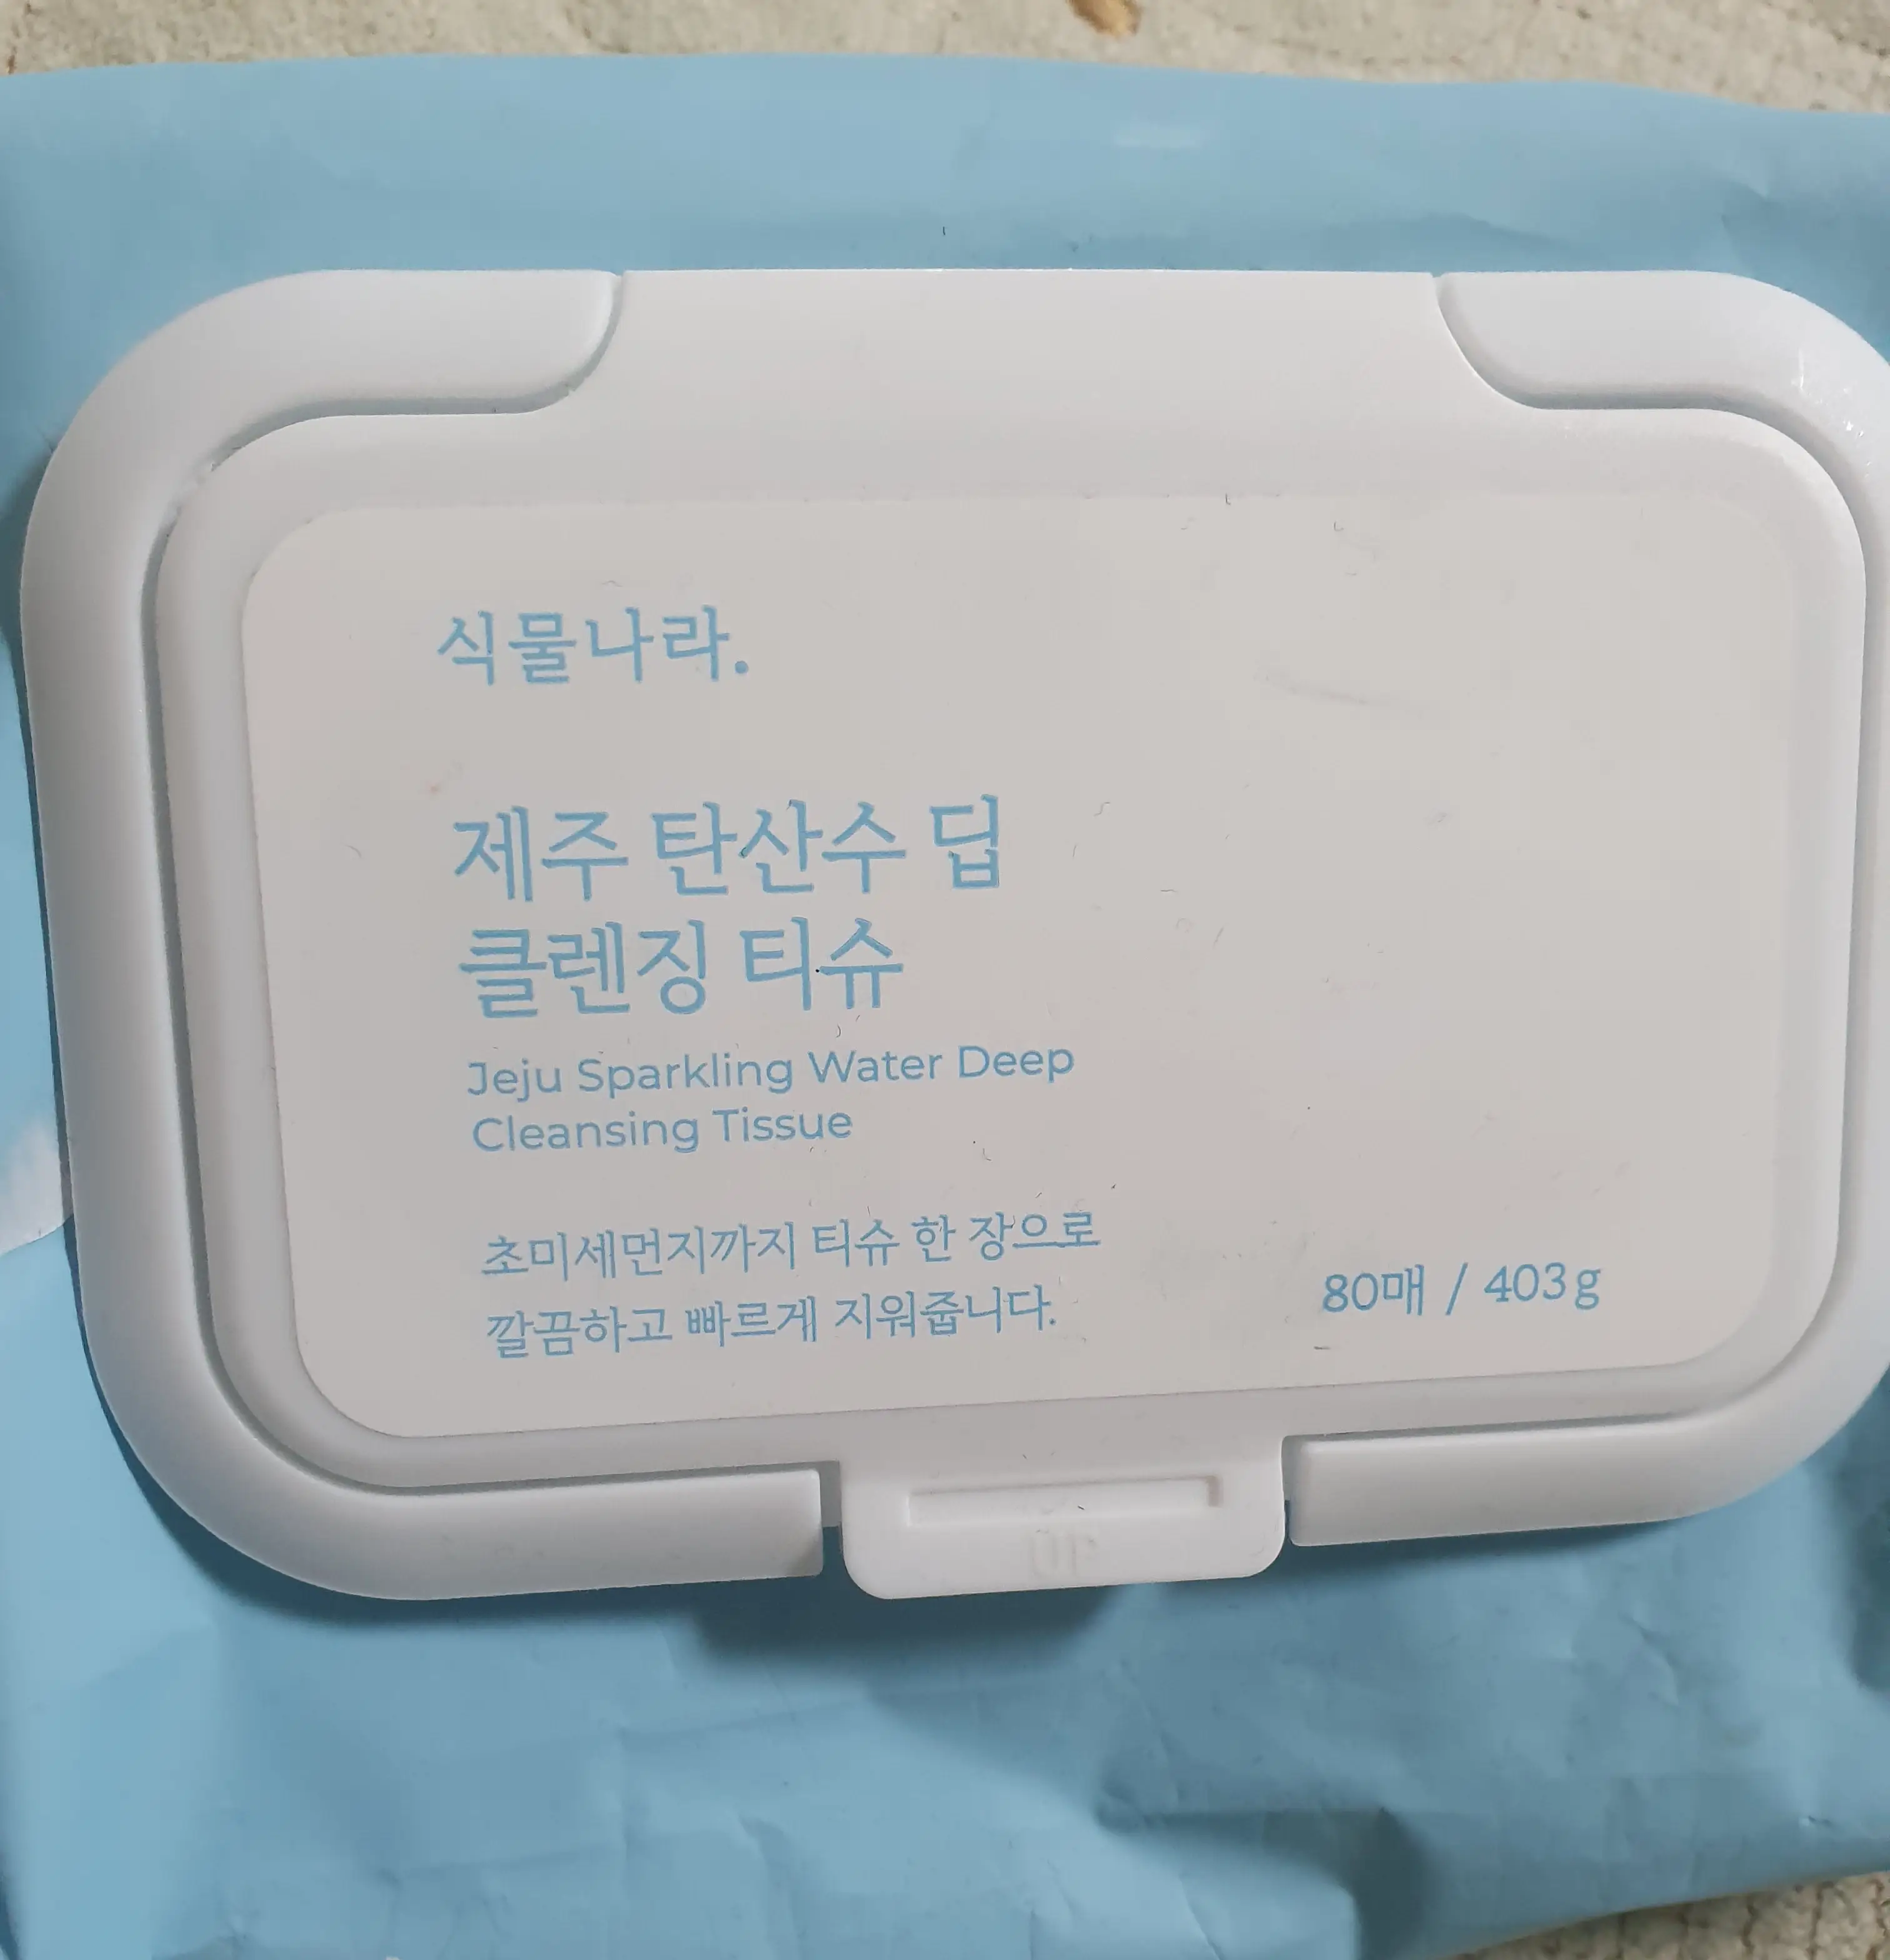 식물나라.
제주 탄산수 딥
클렌징 티슈
Jeju Sparkling Water Deep
Cleansing Tissue
초미세먼지까지 티슈 한 장으로
깔끔하고 빠르게 지워줍니다.
80매 / 403g